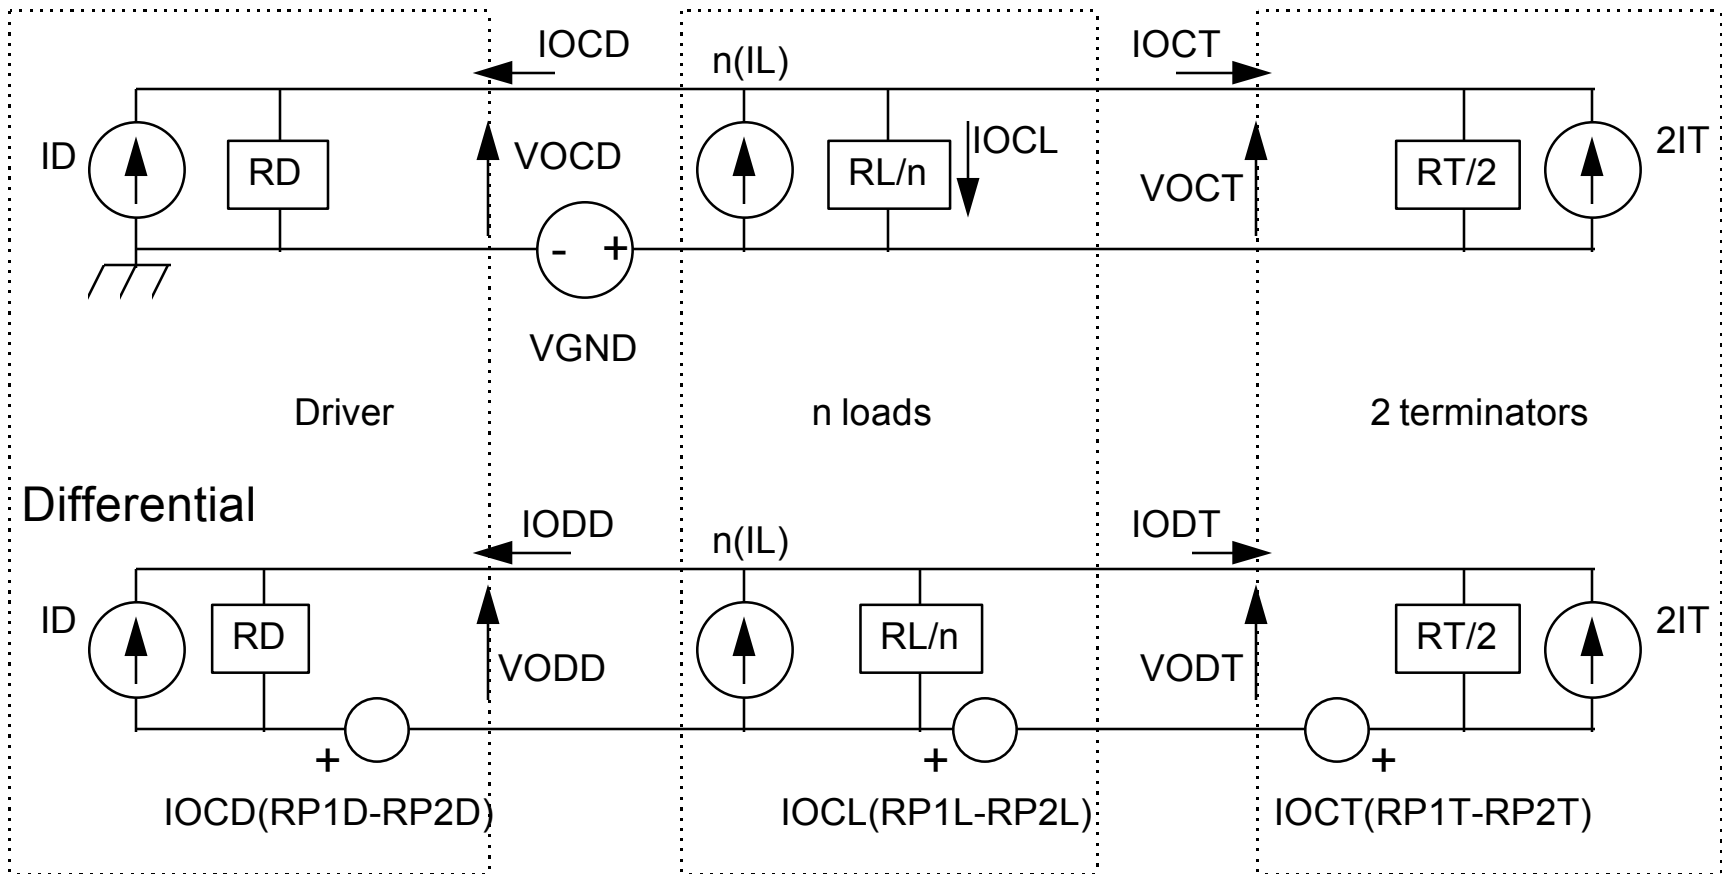 IOCD
n(IL)
IOCT
ID
RD
VOCD
RL/n
IOCL
VOCT
RT/2
2IT
- +
VGND
Driver
n loads
2 terminators
Differential
IODD
n(IL)
IODT
ID
RD
VODD
RL/n
VODT
RT/2
2IT
+
+
+
IOCD(RP1D-RP2D)
IOCL(RP1L-RP2L)
IOCT(RP1T-RP2T)